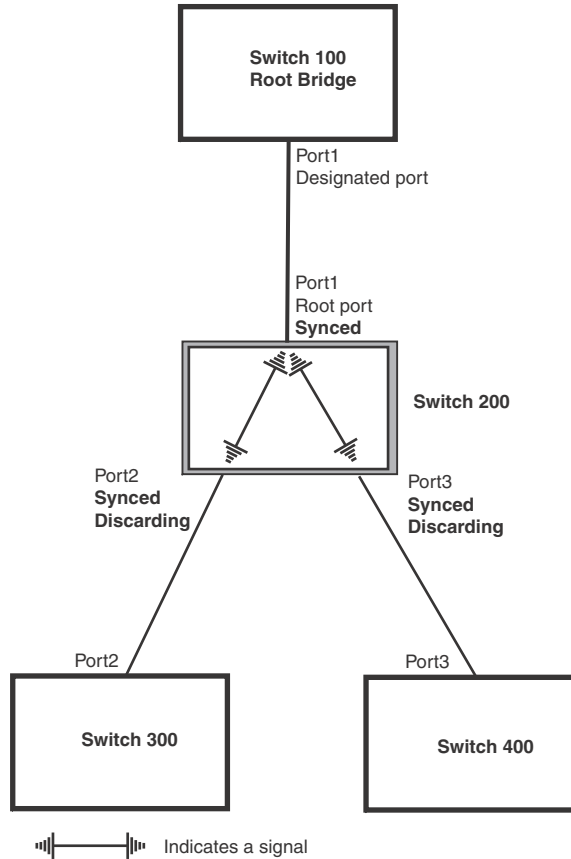 Switch 100
Root Bridge
Port1
Designated port
Port1
Root port
Synced
Switch 200
Port2
Synced
Discarding
Port3
Synced
Discarding
Port2
Port3
Switch 300
Switch 400
Indicates a signal